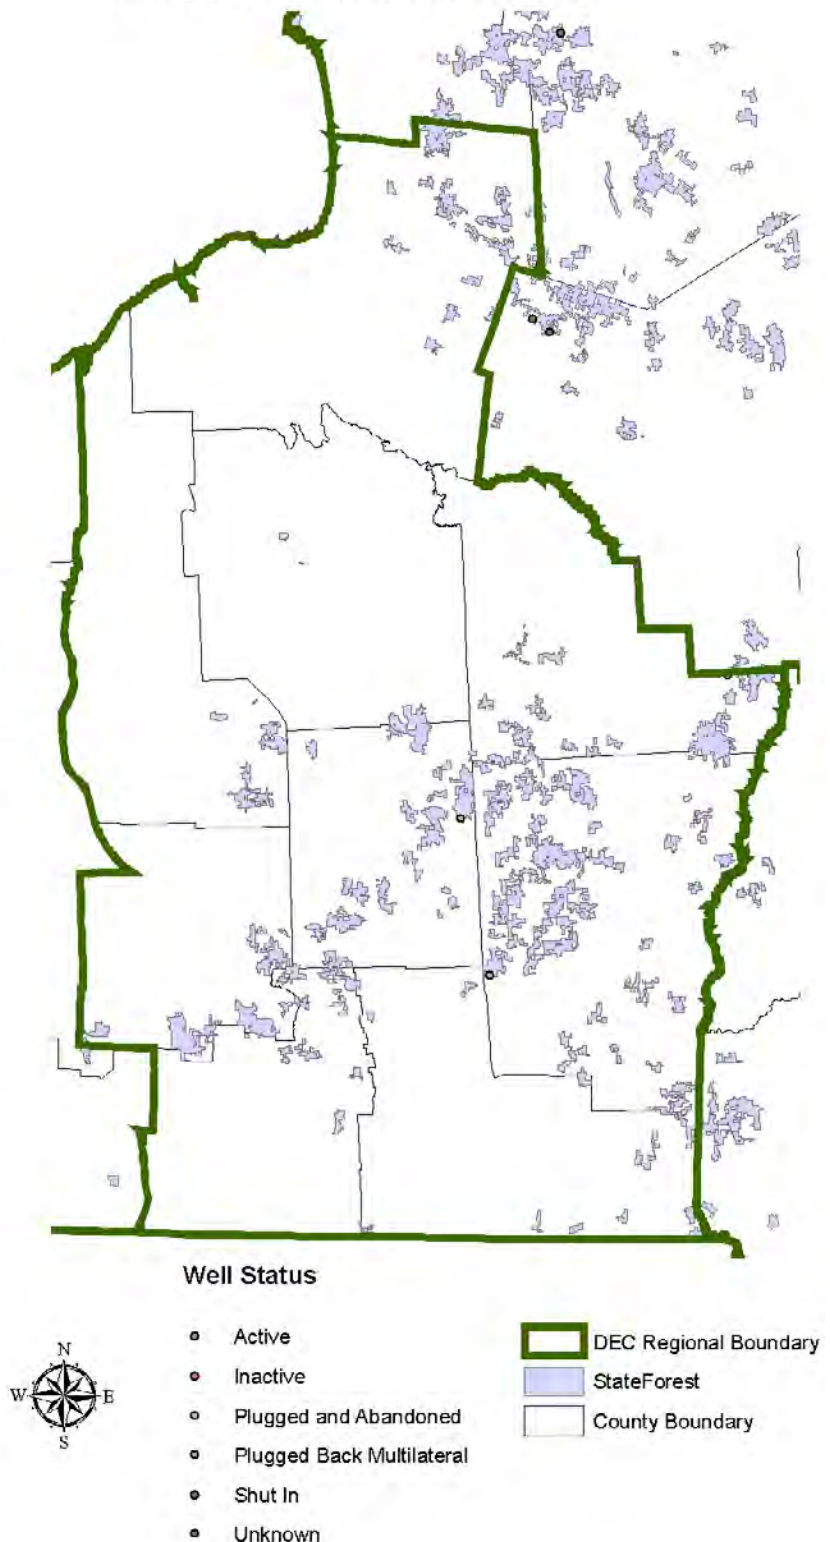 Well Status
Active
Inactive
Plugged and Abandoned
Plugged Back Multilateral
Shut In
Unknown
N
W E
S
DEC Regional Boundary
StateForest
County Boundary